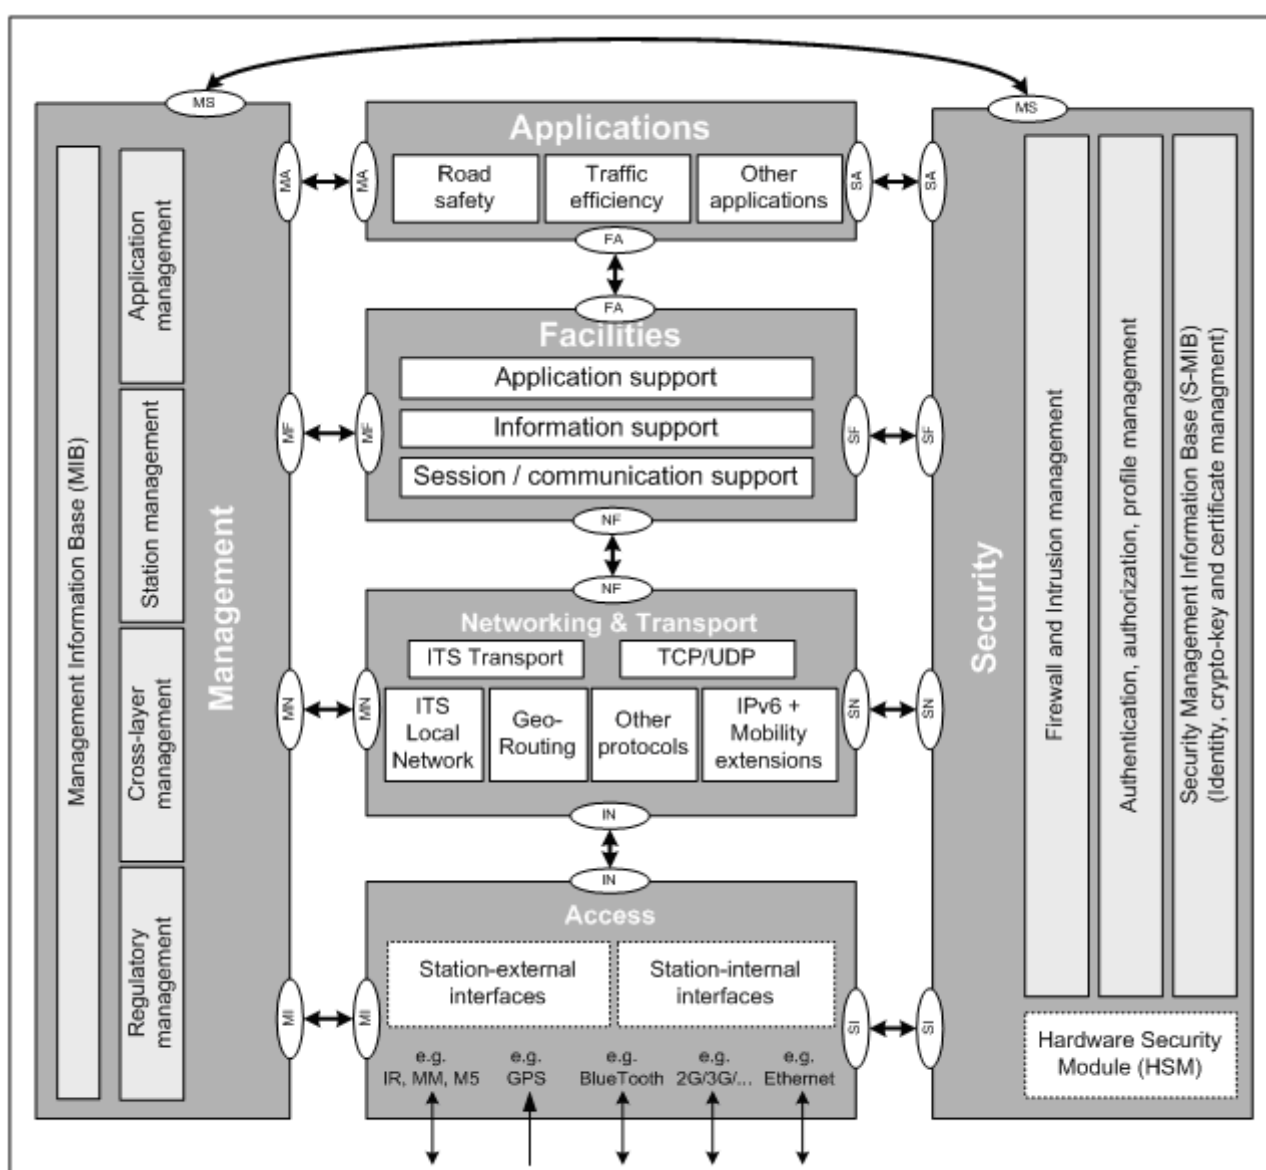 MS
MS
Applications
Road
safety
Traffic
efficiency
Other
applications
MA
MA
SA
SA
FA
FA
Facilities
Application support
Information support
Session / communication support
MF
MF
SF
SF
NF
NF
Networking & Transport
ITS Transport
TCP/UDP
ITS
Local
Network
Geo-
Routing
Other
protocols
IPv6 +
Mobility
extensions
MN
MN
SN
SN
IN
IN
Access
Station-external
interfaces
Station-internal
interfaces
MI
MI
SI
SI
e.g.
IR, MM, M5
e.g.
GPS
e.g.
BlueTooth
e.g.
2G/3G/...
e.g.
Ethernet
Management Information Base (MIB)
Application
management
Station management
Cross-layer
management
Regulatory
management
Management
Security
Firewall and Intrusion management
Authentication, authorization, profile management
Security Management Information Base (S-MIB)
(Identity, crypto-key and certificate managment)
Hardware Security
Module (HSM)